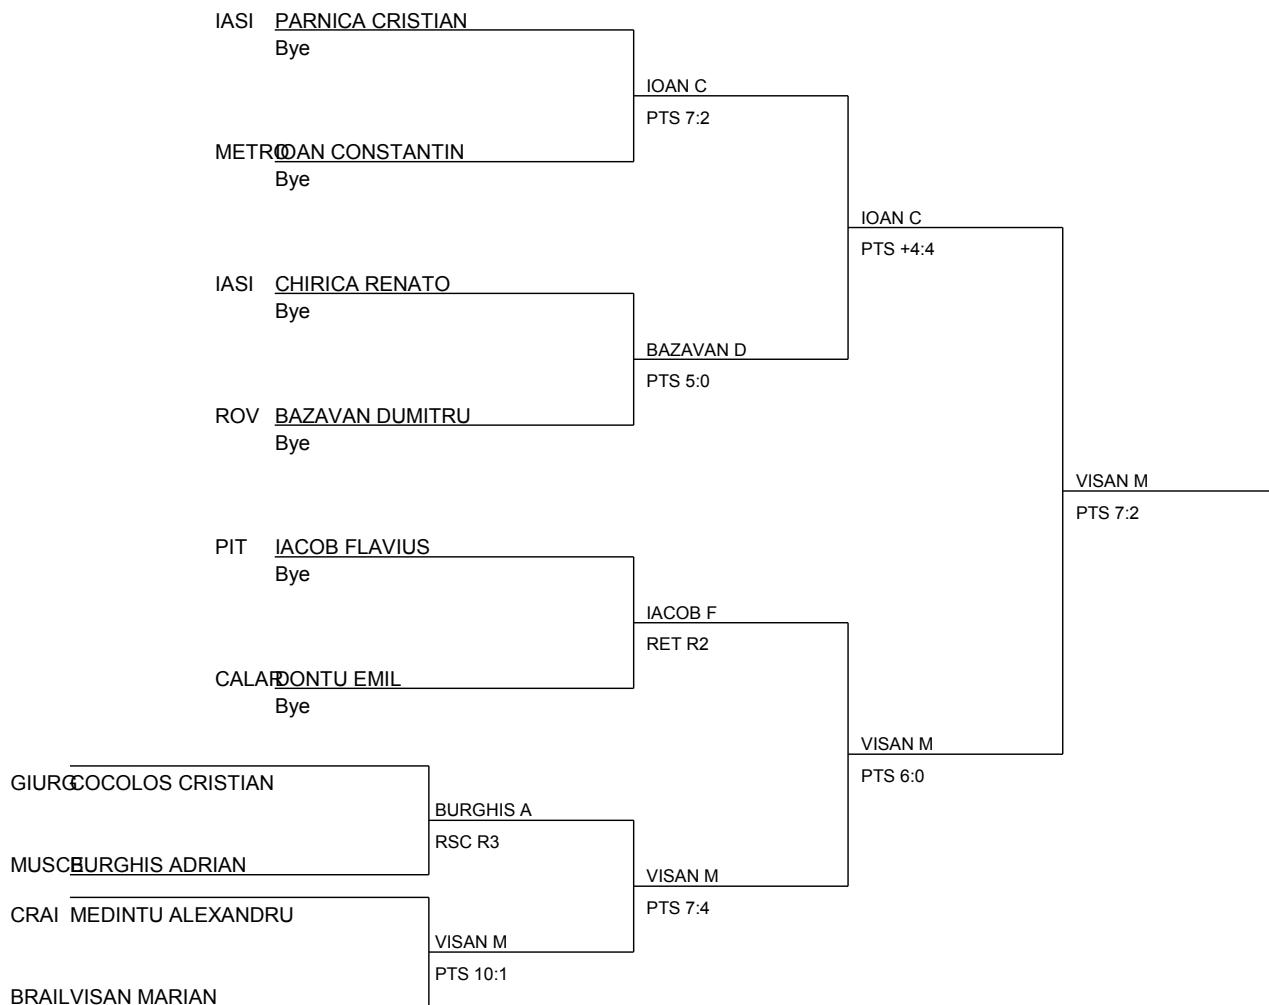 IASI PARNICA CRISTIAN
Bye
IOAN C
PTS 7:2
METRO IOAN CONSTANTIN
Bye
IOAN C
PTS +4:4
IASI CHIRICA RENATO
Bye
BAZAVAN D
PTS 5:0
ROV BAZAVAN DUMITRU
Bye
VISAN M
PTS 7:2
PIT IACOB FLAVIUS
Bye
IACOB F
RET R2
CALAR DONTU EMIL
Bye
VISAN M
PTS 6:0
GIURG COCOLOS CRISTIAN
BURGHIS A
RSC R3
MUSCE BURGHIS ADRIAN
VISAN M
PTS 7:4
CRAI MEDINTU ALEXANDRU
VISAN M
PTS 10:1
BRAIL VISAN MARIAN